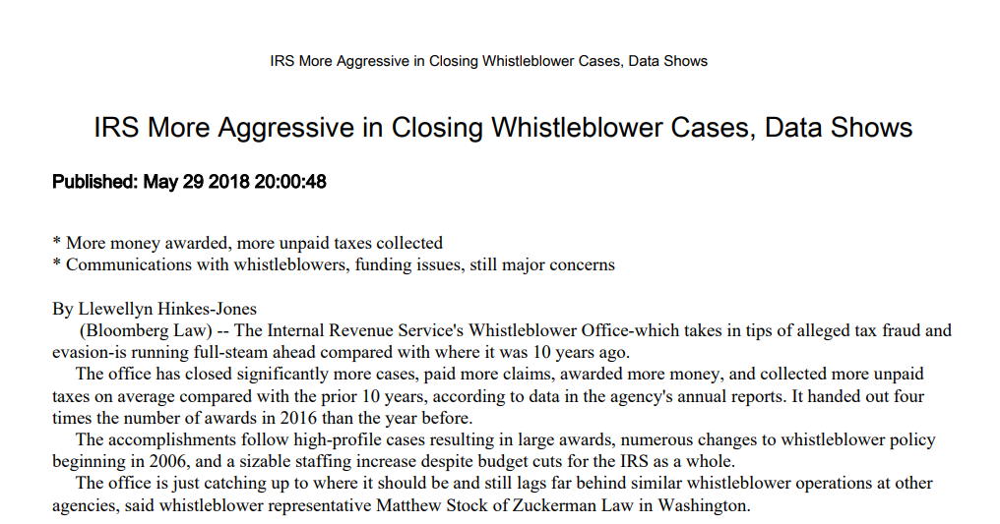 IRS More Aggressive in Closing Whistleblower Cases, Data Shows
IRS More Aggressive in Closing Whistleblower Cases, Data Shows
Published: May 29 2018 20:00:48
* More money awarded, more unpaid taxes collected
* Communications with whistleblowers, funding issues, still major concerns
By Llewellyn Hinkes-Jones
(Bloomberg Law) -- The Internal Revenue Service's Whistleblower Office-which takes in tips of alleged tax fraud and
evasion-is running full-steam ahead compared with where it was 10 years ago.
The office has closed significantly more cases, paid more claims, awarded more money, and collected more unpaid
taxes on average compared with the prior 10 years, according to data in the agency's annual reports. It handed out four
times the number of awards in 2016 than the year before.
The accomplishments follow high-profile cases resulting in large awards, numerous changes to whistleblower policy
beginning in 2006, and a sizable staffing increase despite budget cuts for the IRS as a whole.
The office is just catching up to where it should be and still lags far behind similar whistleblower operations at other
agencies, said whistleblower representative Matthew Stock of Zuckerman Law in Washington.